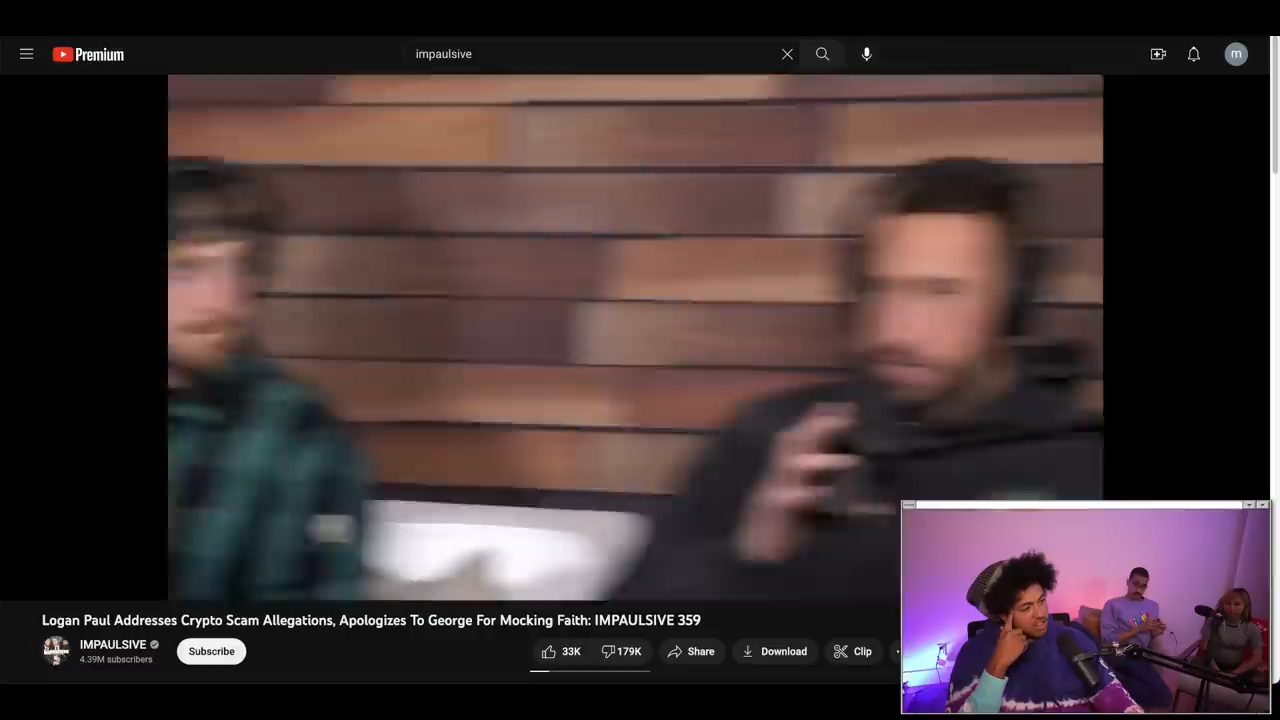 Premium
impaulsive
m
Logan Paul Addresses Crypto Scam Allegations, Apologizes To George For Mocking Faith: IMPAULSIVE 359
IMPAULSIVE
4.39M subscribers
Subscribe
33K
179K
Share
Download
Clip